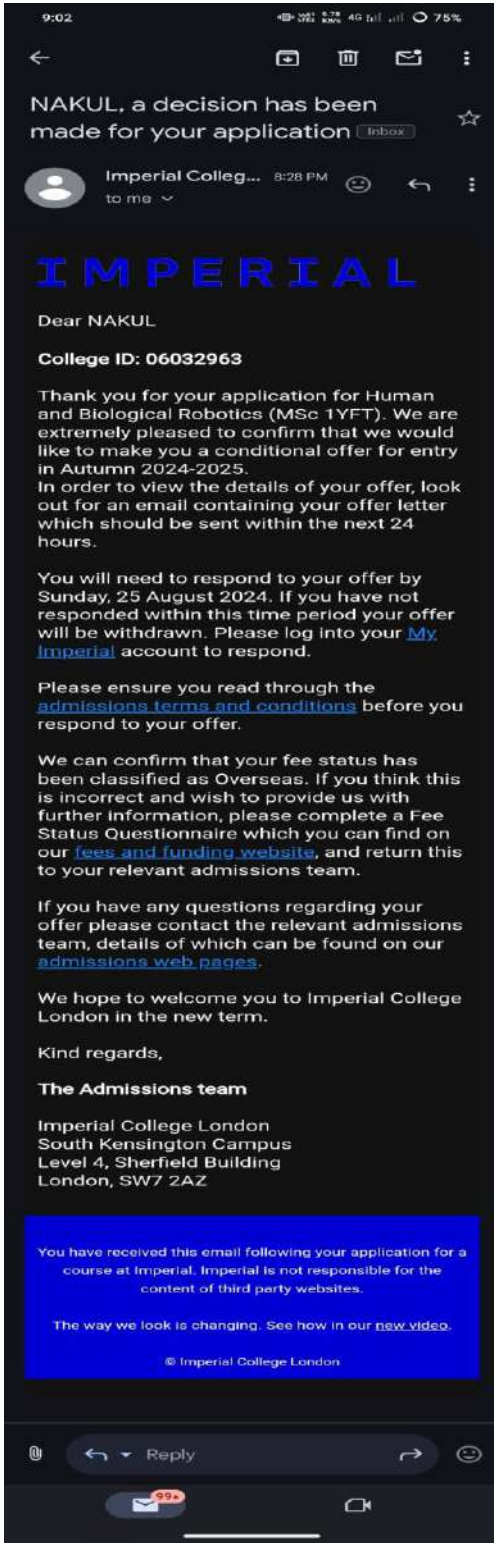 9:02
4G
75%
NAKUL, a decision has been
made for your application Inbox
Imperial Colleg... 8:28 PM
to me
IMPERIAL
Dear NAKUL
College ID: 06032963
Thank you for your application for Human
and Biological Robotics (MSc 1YFT). We are
extremely pleased to confirm that we would
like to make you a conditional offer for entry
in Autumn 2024-2025.
In order to view the details of your offer, look
out for an email containing your offer letter
which should be sent within the next 24
hours.
You will need to respond to your offer by
Sunday, 25 August 2024. If you have not
responded within this time period your offer
will be withdrawn. Please log into your My
Imperial account to respond.
Please ensure you read through the
admissions terms and conditions before you
respond to your offer.
We can confirm that your fee status has
been classified as Overseas. If you think this
is incorrect and wish to provide us with
further information, please complete a Fee
Status Questionnaire which you can find on
our fees and funding website, and return this
to your relevant admissions team.
If you have any questions regarding your
offer please contact the relevant admissions
team, details of which can be found on our
admissions web pages.
We hope to welcome you to Imperial College
London in the new term.
Kind regards,
The Admissions team
Imperial College London
South Kensington Campus
Level 4, Sherfield Building
London, SW7 2AZ
You have received this email following your application for a
course at Imperial. Imperial is not responsible for the
content of third party websites.
The way we look is changing. See how in our new video.
© Imperial College London
Reply
99+